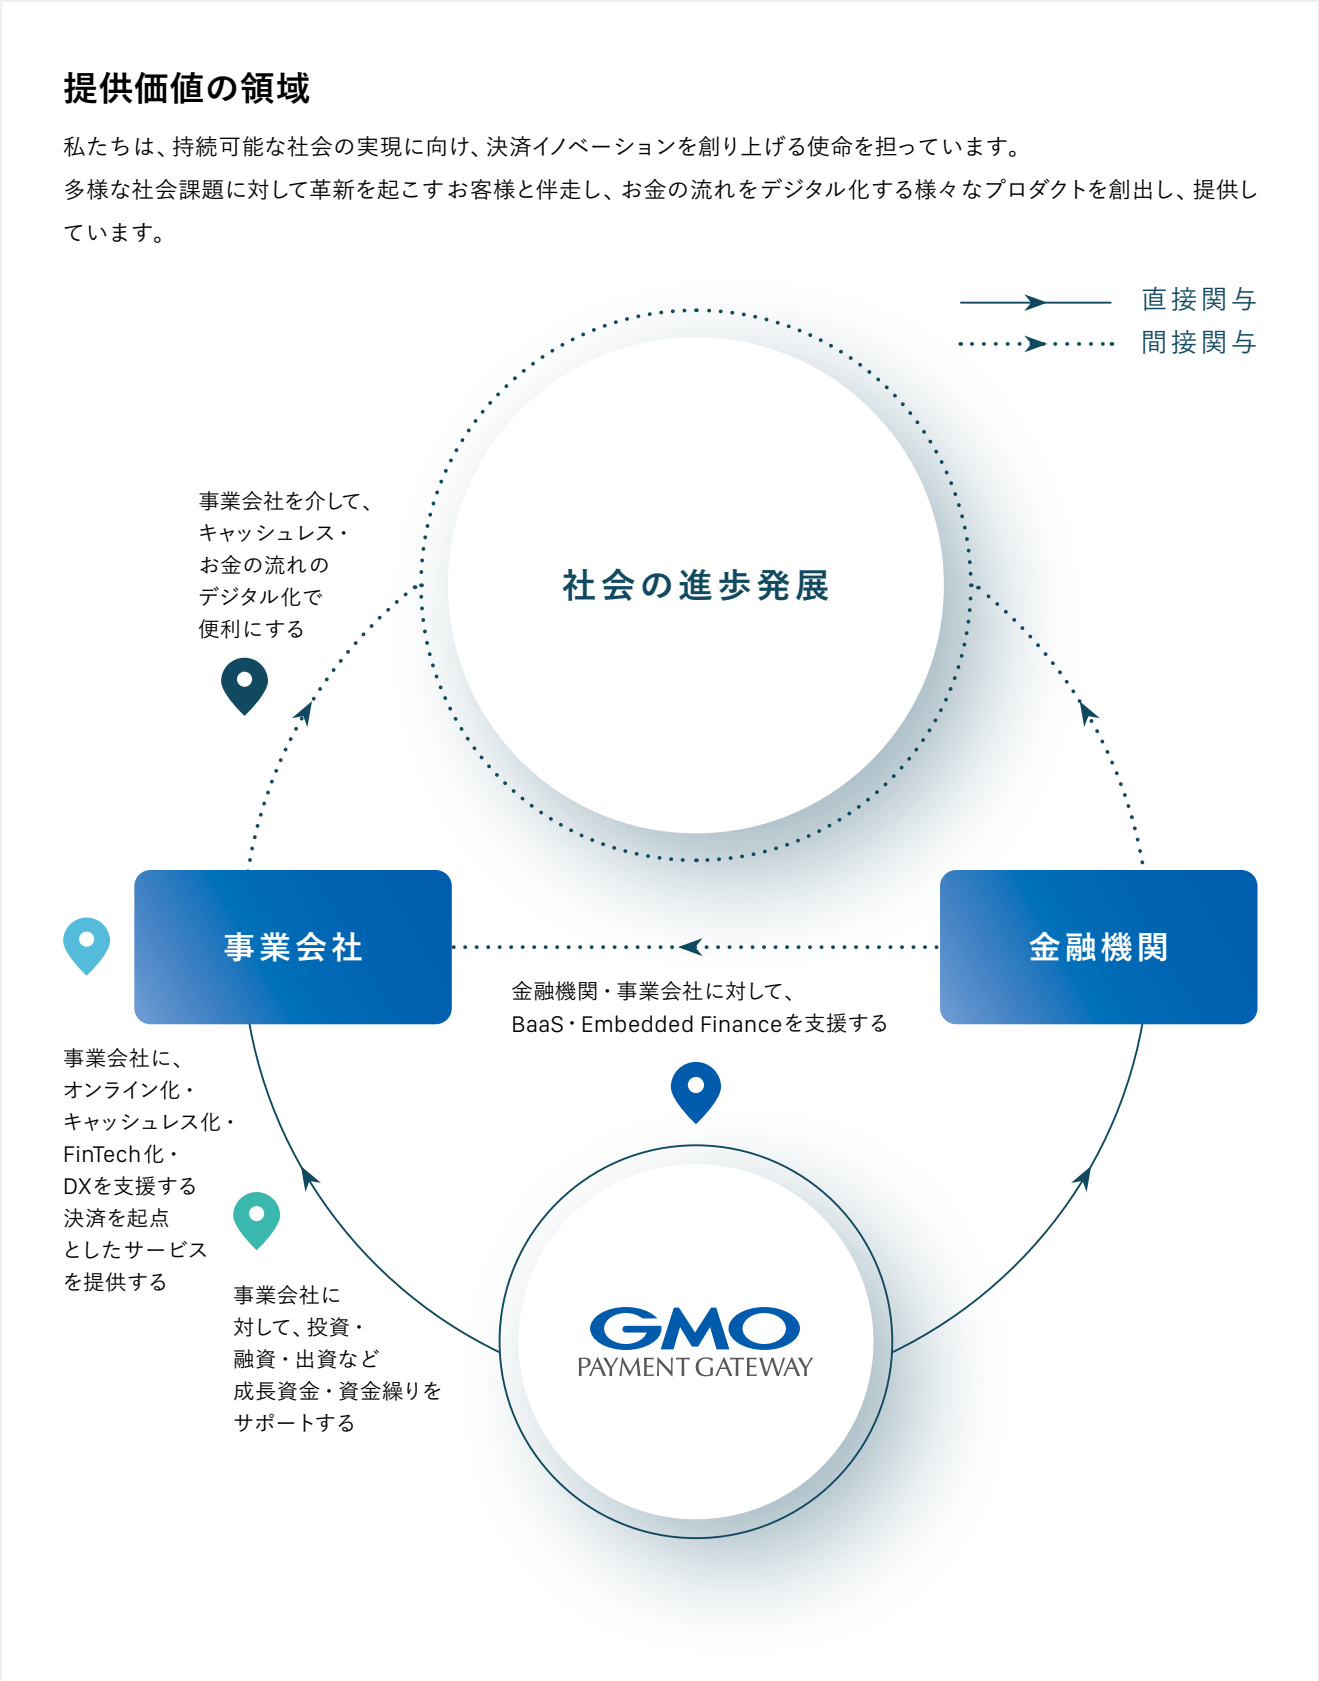 提供価値の領域
私たちは、持続可能な社会の実現に向け、決済イノベーションを創り上げる使命を担っています。
多様な社会課題に対して革新を起こすお客様と伴走し、お金の流れをデジタル化する様々なプロダクトを創出し、提供し
ています。
直接関与
間接関与
事業会社を介して、
キャッシュレス・
お金の流れの
デジタル化で
便利にする
社会の進歩発展
事業会社
金融機関
金融機関・事業会社に対して、
BaaS・Embedded Financeを支援する
事業会社に、
オンライン化・
キャッシュレス化・
FinTech化・
DXを支援する
決済を起点
としたサービス
を提供する
事業会社に
対して、投資・
融資・出資など
成長資金・資金繰りを
サポートする
GMO
PAYMENT GATEWAY